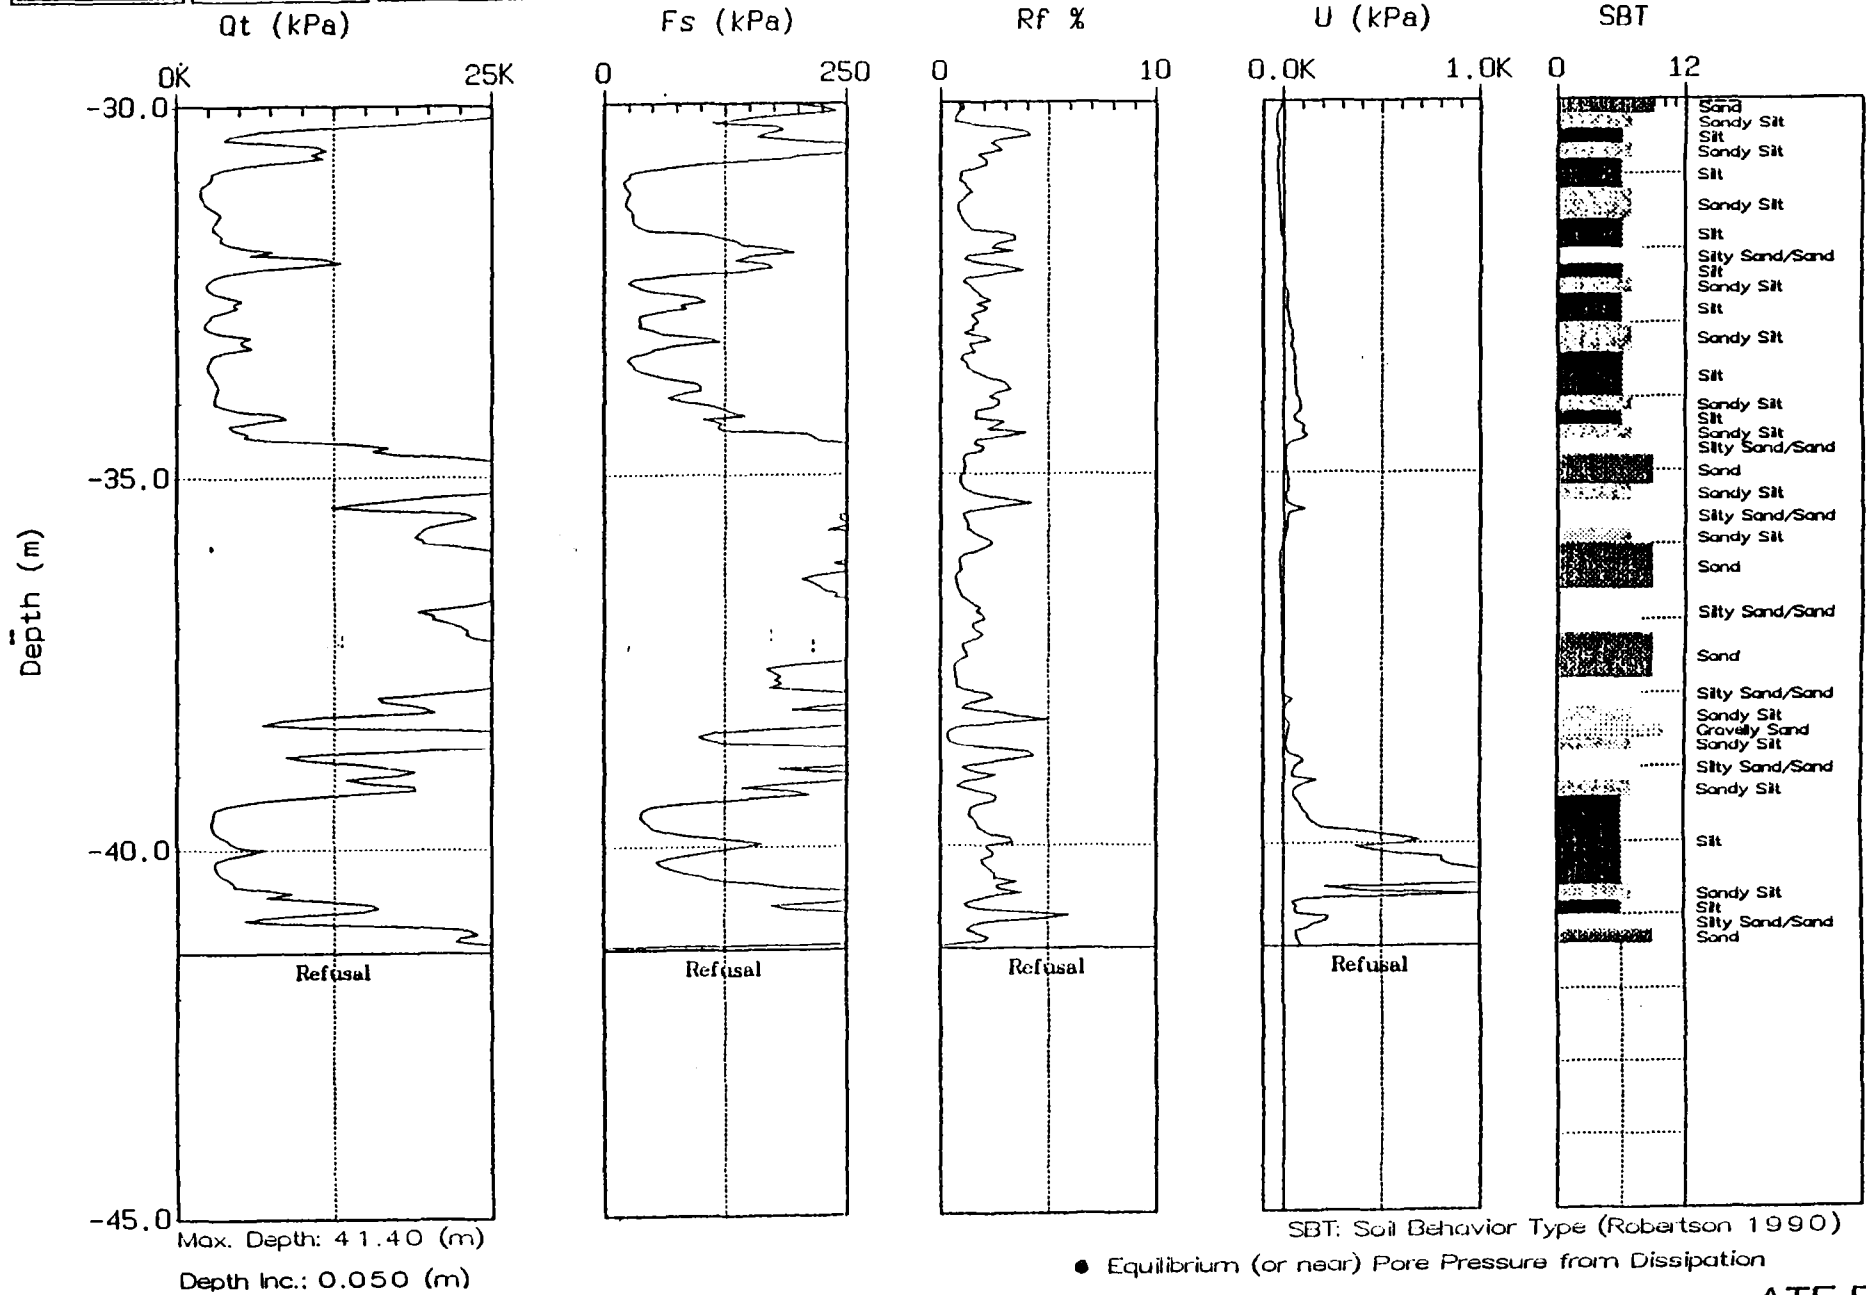 Qt (kPa)
Fs (kPa)
Rf %
U (kPa)
SBT
0K
25K
0
250
0
10
0.0K
1.0K
0
12
-30.0
-35.0
-40.0
-45.0
Depth (m)
Sand
Sandy Silt
Silt
Sandy Silt
Silt
Sandy Silt
Silt
Silty Sand/Sand
Silt
Sandy Silt
Silt
Sandy Silt
Silt
Sandy Silt
Silt
Sandy Silt
Silty Sand/Sand
Sand
Sandy Silt
Silty Sand/Sand
Sandy Silt
Sand
Silty Sand/Sand
Sand
Silty Sand/Sand
Sandy Silt
Gravelly Sand
Sandy Silt
Silty Sand/Sand
Sandy Silt
Silt
Sandy Silt
Silt
Silty Sand/Sand
Sand
Refusal
Refusal
Refusal
Refusal
Max. Depth: 41.40 (m)
Depth Inc.: 0.050 (m)
SBT: Soil Behavior Type (Robertson 1990)
● Equilibrium (or near) Pore Pressure from Dissipation